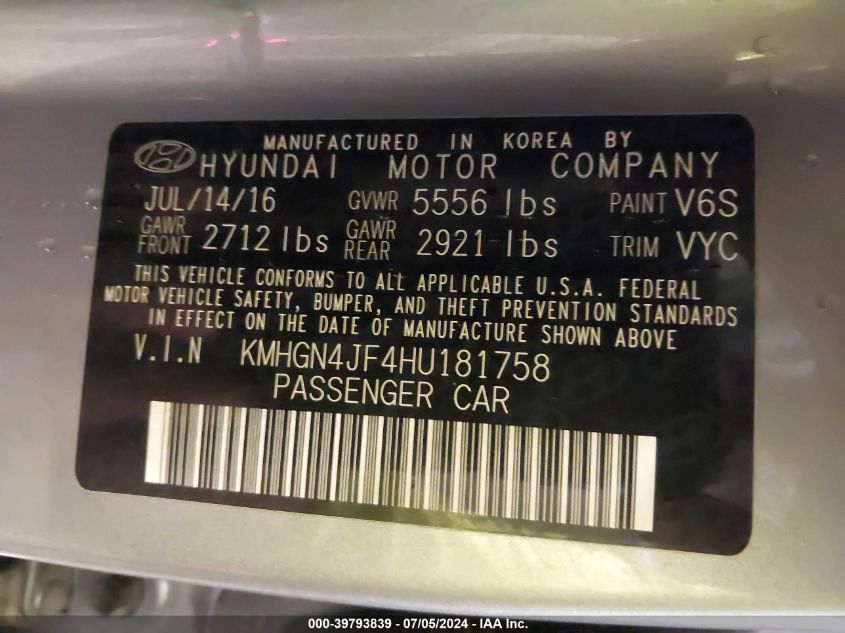 MANUFACTURED IN KOREA BY
HYUNDAI MOTOR COMPANY
JUL/14/16 GVWR 5556 lbs PAINT V6S
GAWR FRONT 2712 lbs GAWR REAR 2921 lbs TRIM VYC
THIS VEHICLE CONFORMS TO ALL APPLICABLE U.S.A. FEDERAL
MOTOR VEHICLE SAFETY, BUMPER, AND THEFT PREVENTION STANDARDS
IN EFFECT ON THE DATE OF MANUFACTURE SHOWN ABOVE
V.I.N KMHGN4JF4HU181758
PASSENGER CAR
000-39793839 - 07/05/2024 - IAA Inc.